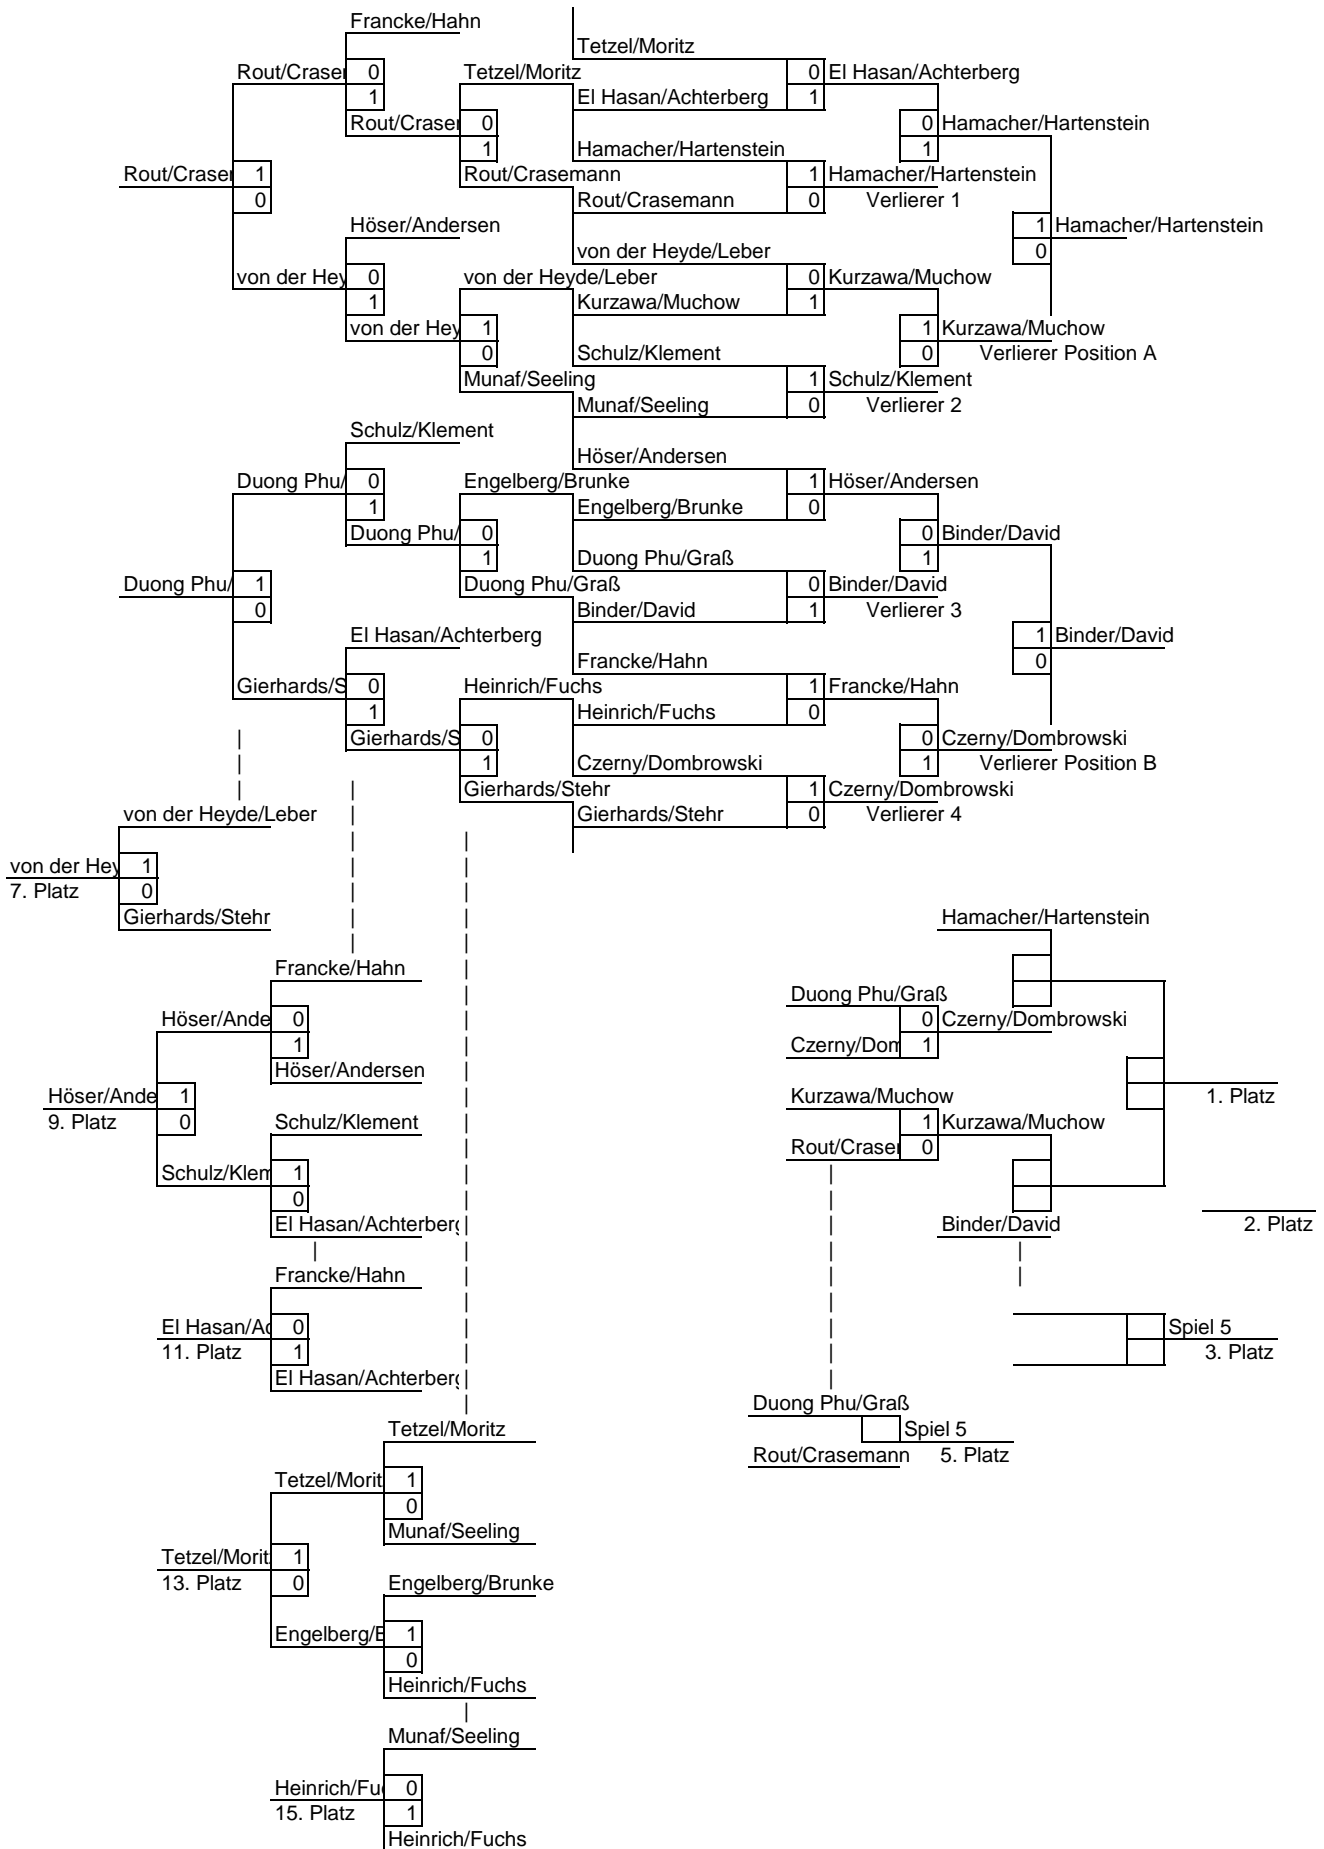 Francke/Hahn
Tetzel/Moritz
Rout/Craser 0 Tetzel/Moritz 0 El Hasan/Achterberg
1 El Hasan/Achterberg 1
Rout/Craser 0 0 Hamacher/Hartenstein
1 Hamacher/Hartenstein 1
Rout/Craser 1 Rout/Crasemann 1 Hamacher/Hartenstein
0 Rout/Crasemann 0 Verlierer 1
Höser/Andersen 1 Hamacher/Hartenstein
von der Heyde/Leber 0
von der Hey 0 von der Heyde/Leber 0 Kurzawa/Muchow
1 Kurzawa/Muchow 1
von der Hey 1 1 Kurzawa/Muchow
0 Schulz/Klement 0 Verlierer Position A
Munaf/Seeling 1 Schulz/Klement
Munaf/Seeling 0 Verlierer 2
Schulz/Klement
Höser/Andersen
Duong Phu/ 0 Engelberg/Brunke 1 Höser/Andersen
1 Engelberg/Brunke 0
Duong Phu/ 0 0 Binder/David
1 Duong Phu/Graß 1
Duong Phu/ 1 Duong Phu/Graß 0 Binder/David
0 Binder/David 1 Verlierer 3
El Hasan/Achterberg 1 Binder/David
Francke/Hahn 0
Gierhards/S 0 Heinrich/Fuchs 1 Francke/Hahn
1 Heinrich/Fuchs 0
Gierhards/S 0 0 Czerny/Dombrowski
1 Czerny/Dombrowski 1 Verlierer Position B
Gierhards/Stehr 1 Czerny/Dombrowski
von der Heyde/Leber Gierhards/Stehr 0 Verlierer 4
von der Hey 1
7. Platz 0
Gierhards/Stehr Hamacher/Hartenstein
Francke/Hahn
Duong Phu/Graß
Höser/Ande 0 0 Czerny/Dombrowski
1 Czerny/Dom 1
Höser/Andersen
Höser/Ande 1 Kurzawa/Muchow 1. Platz
9. Platz 0 Schulz/Klement 1 Kurzawa/Muchow
Rout/Craser 0
Schulz/Klem 1
0
El Hasan/Achterberg Binder/David 2. Platz
Francke/Hahn
El Hasan/Ac 0 Spiel 5
11. Platz 1 3. Platz
El Hasan/Achterberg
Duong Phu/Graß
Tetzel/Moritz Spiel 5
Rout/Crasemann 5. Platz
Tetzel/Morit 1
0
Munaf/Seeling
Tetzel/Morit 1
13. Platz 0 Engelberg/Brunke
Engelberg/B 1
0
Heinrich/Fuchs
Munaf/Seeling
Heinrich/Fu 0
15. Platz 1
Heinrich/Fuchs